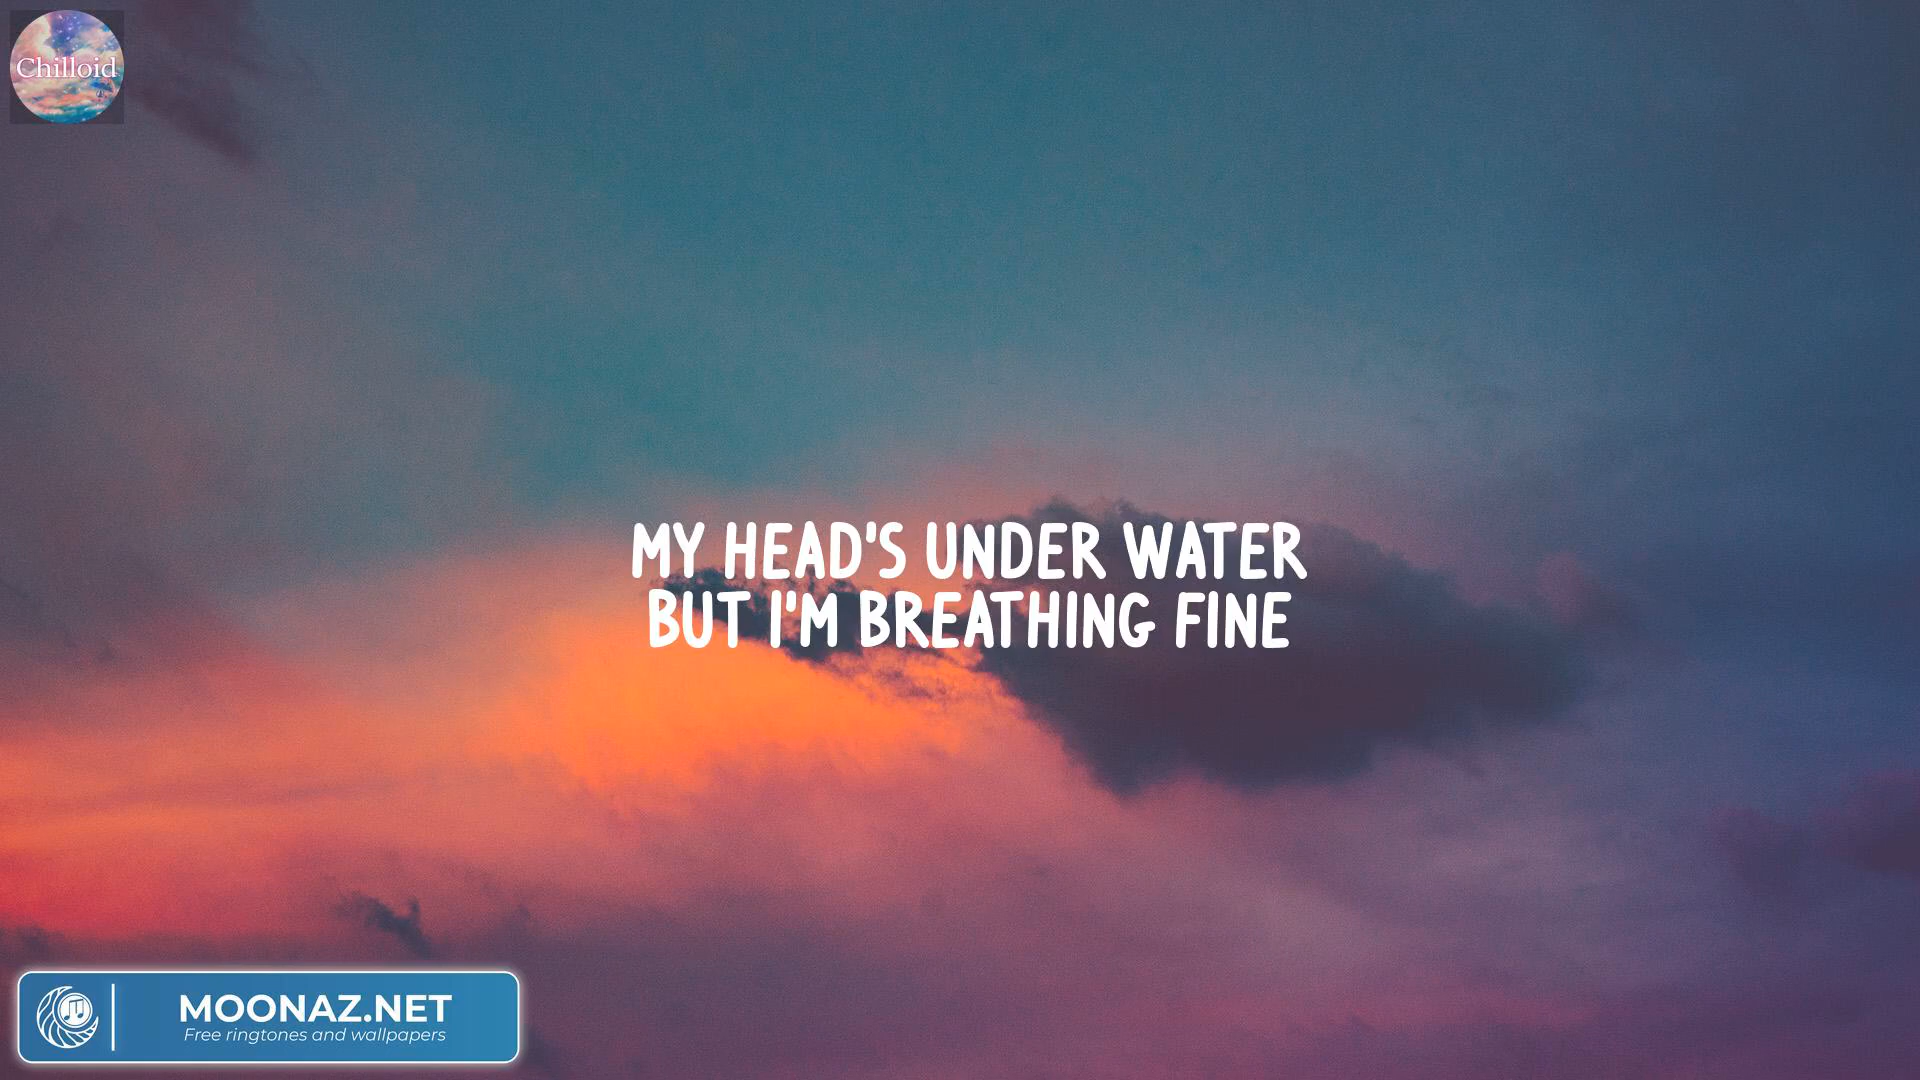 Chilloid
MY HEAD'S UNDER WATER
BUT I'M BREATHING FINE
MOONAZ.NET
Free ringtones and wallpapers